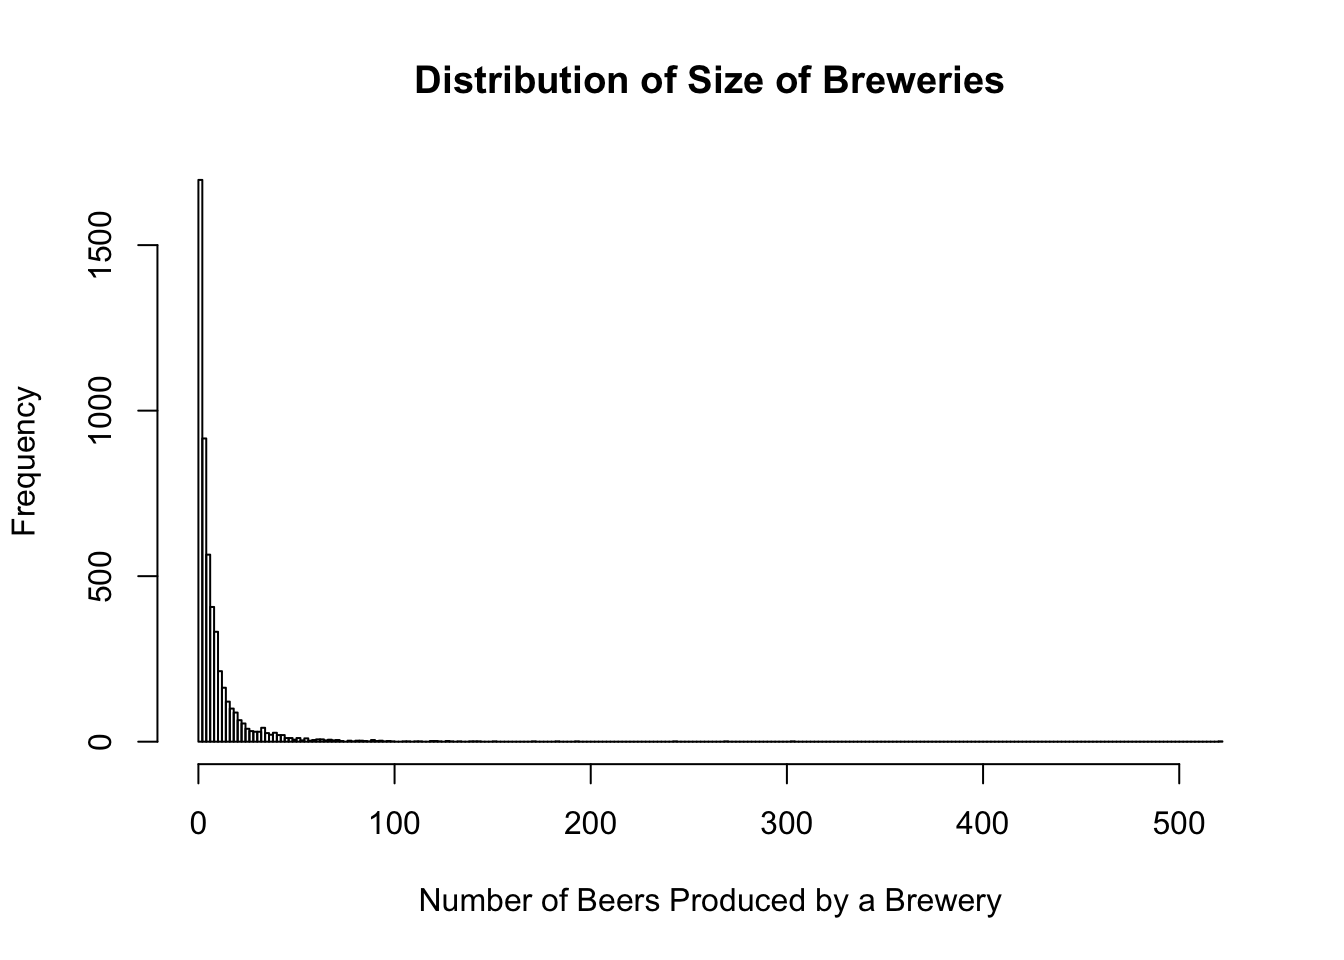 Distribution of Size of Breweries
Frequency
1500
1000
500
0
0 100 200 300 400 500
Number of Beers Produced by a Brewery